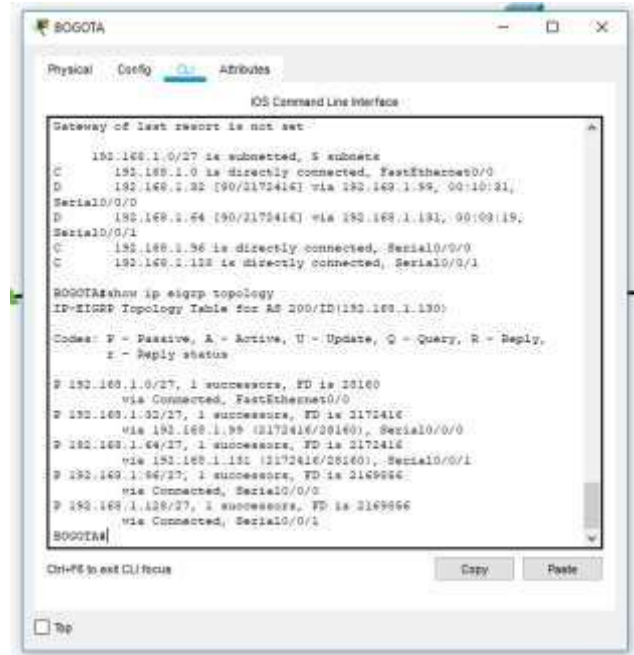 BOGOTA
Physical Config CLI Attributes
IOS Command Line Interface
Gateway of last resort is not set
192.168.1.0/27 is subnetted, 5 subnets
C 192.168.1.0 is directly connected, FastEthernet0/0
D 192.168.1.32 [90/2172416] via 192.168.1.99,
Serial0/0/0
D 192.168.1.64 [90/2172416] via 192.168.1.131,
Serial0/0/1
C 192.168.1.96 is directly connected, Serial0/0/0
C 192.168.1.128 is directly connected, Serial0/0/1
BOGOTA#show ip eigrp topology
IP-EIGRP Topology Table for AS 200/ID(192.168.1.130)
Codes: P - Passive, A - Active, U - Update, Q - Query, R - Reply,
r - Reply status
P 192.168.1.0/27, 1 successors, FD is 28160
via Connected, FastEthernet0/0
P 192.168.1.32/27, 1 successors, FD is 2172416
via 192.168.1.99 (2172416/28160), Serial0/0/0
P 192.168.1.64/27, 1 successors, FD is 2172416
via 192.168.1.131 (2172416/28160), Serial0/0/1
P 192.168.1.96/27, 1 successors, FD is 2169856
via Connected, Serial0/0/0
P 192.168.1.128/27, 1 successors, FD is 2169856
via Connected, Serial0/0/1
BOGOTA#
Ctrl+F6 to exit CLI focus
Copy Paste
Top